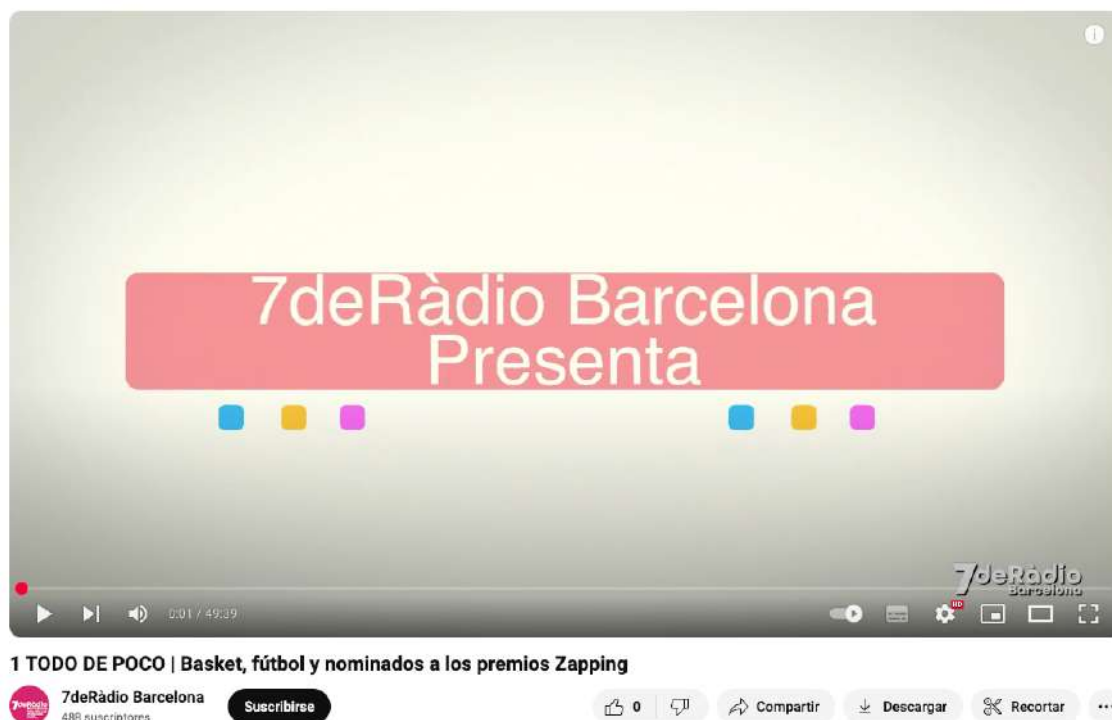 7deRàdio Barcelona
Presenta
7deRàdio
Barcelona
0:01 / 49:39
HD
1 TODO DE POCO | Basket, fútbol y nominados a los premios Zapping
7deRàdio Barcelona
488 suscriptores
Suscribirse
0
Compartir
Descargar
Recortar